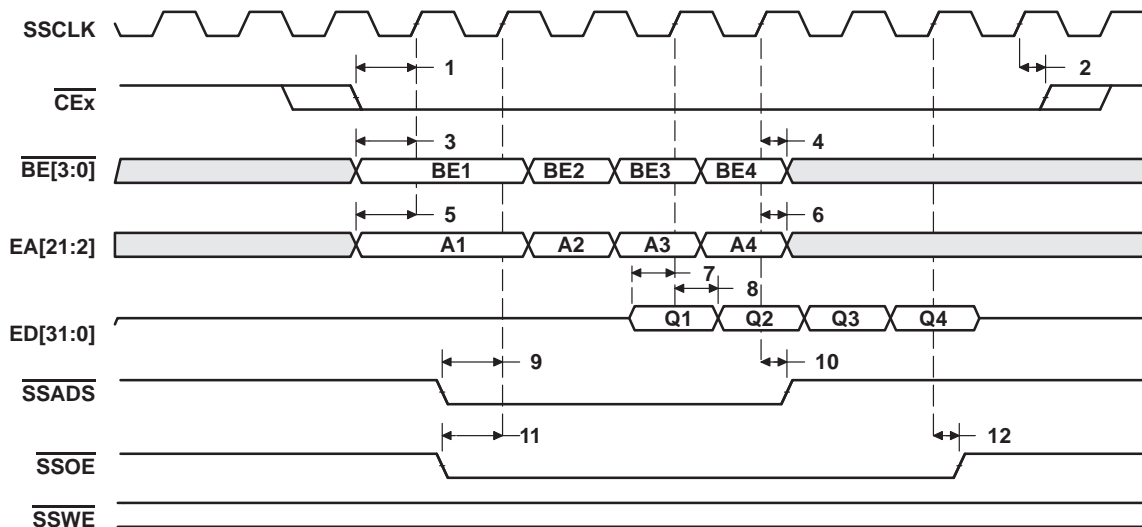 SSCLK
1
2
CEx
3
4
BE[3:0]
BE1 BE2 BE3 BE4
5
6
EA[21:2]
A1 A2 A3 A4
7
8
ED[31:0]
Q1 Q2 Q3 Q4
9
10
SSADS
11
12
SSOE
SSWE